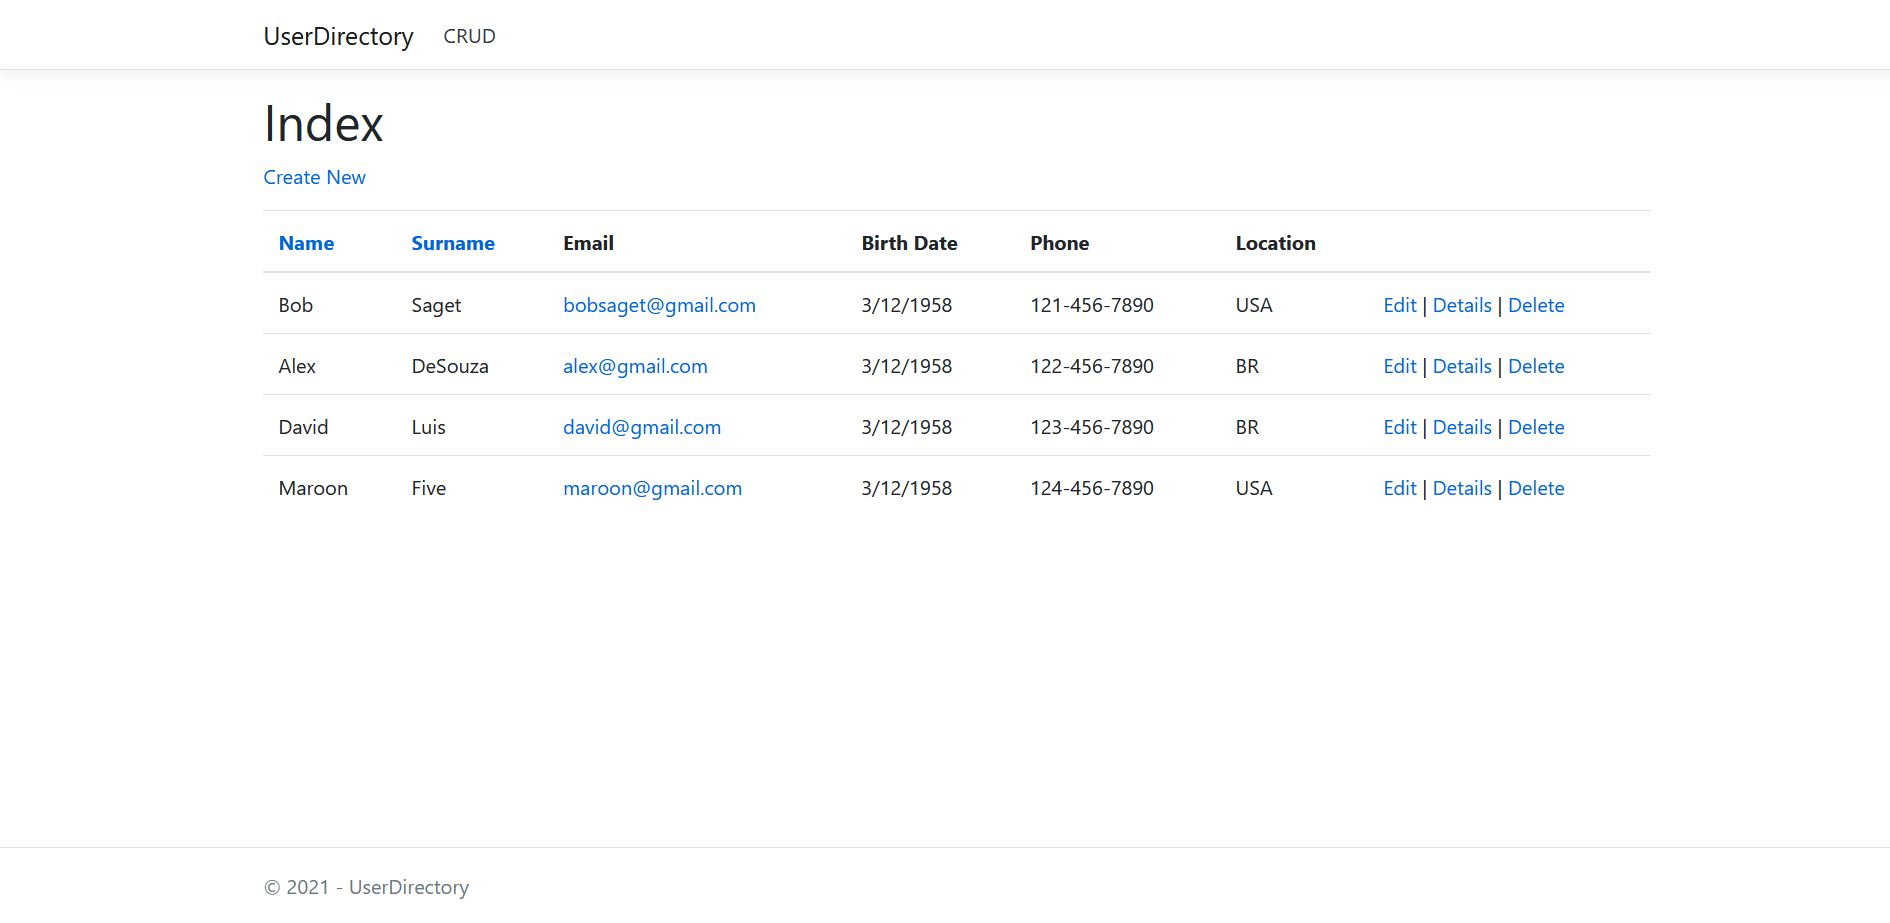 UserDirectory CRUD
Index
Create New
Name Surname Email Birth Date Phone Location
Bob Saget bobsaget@gmail.com 3/12/1958 121-456-7890 USA Edit | Details | Delete
Alex DeSouza alex@gmail.com 3/12/1958 122-456-7890 BR Edit | Details | Delete
David Luis david@gmail.com 3/12/1958 123-456-7890 BR Edit | Details | Delete
Maroon Five maroon@gmail.com 3/12/1958 124-456-7890 USA Edit | Details | Delete
© 2021 - UserDirectory